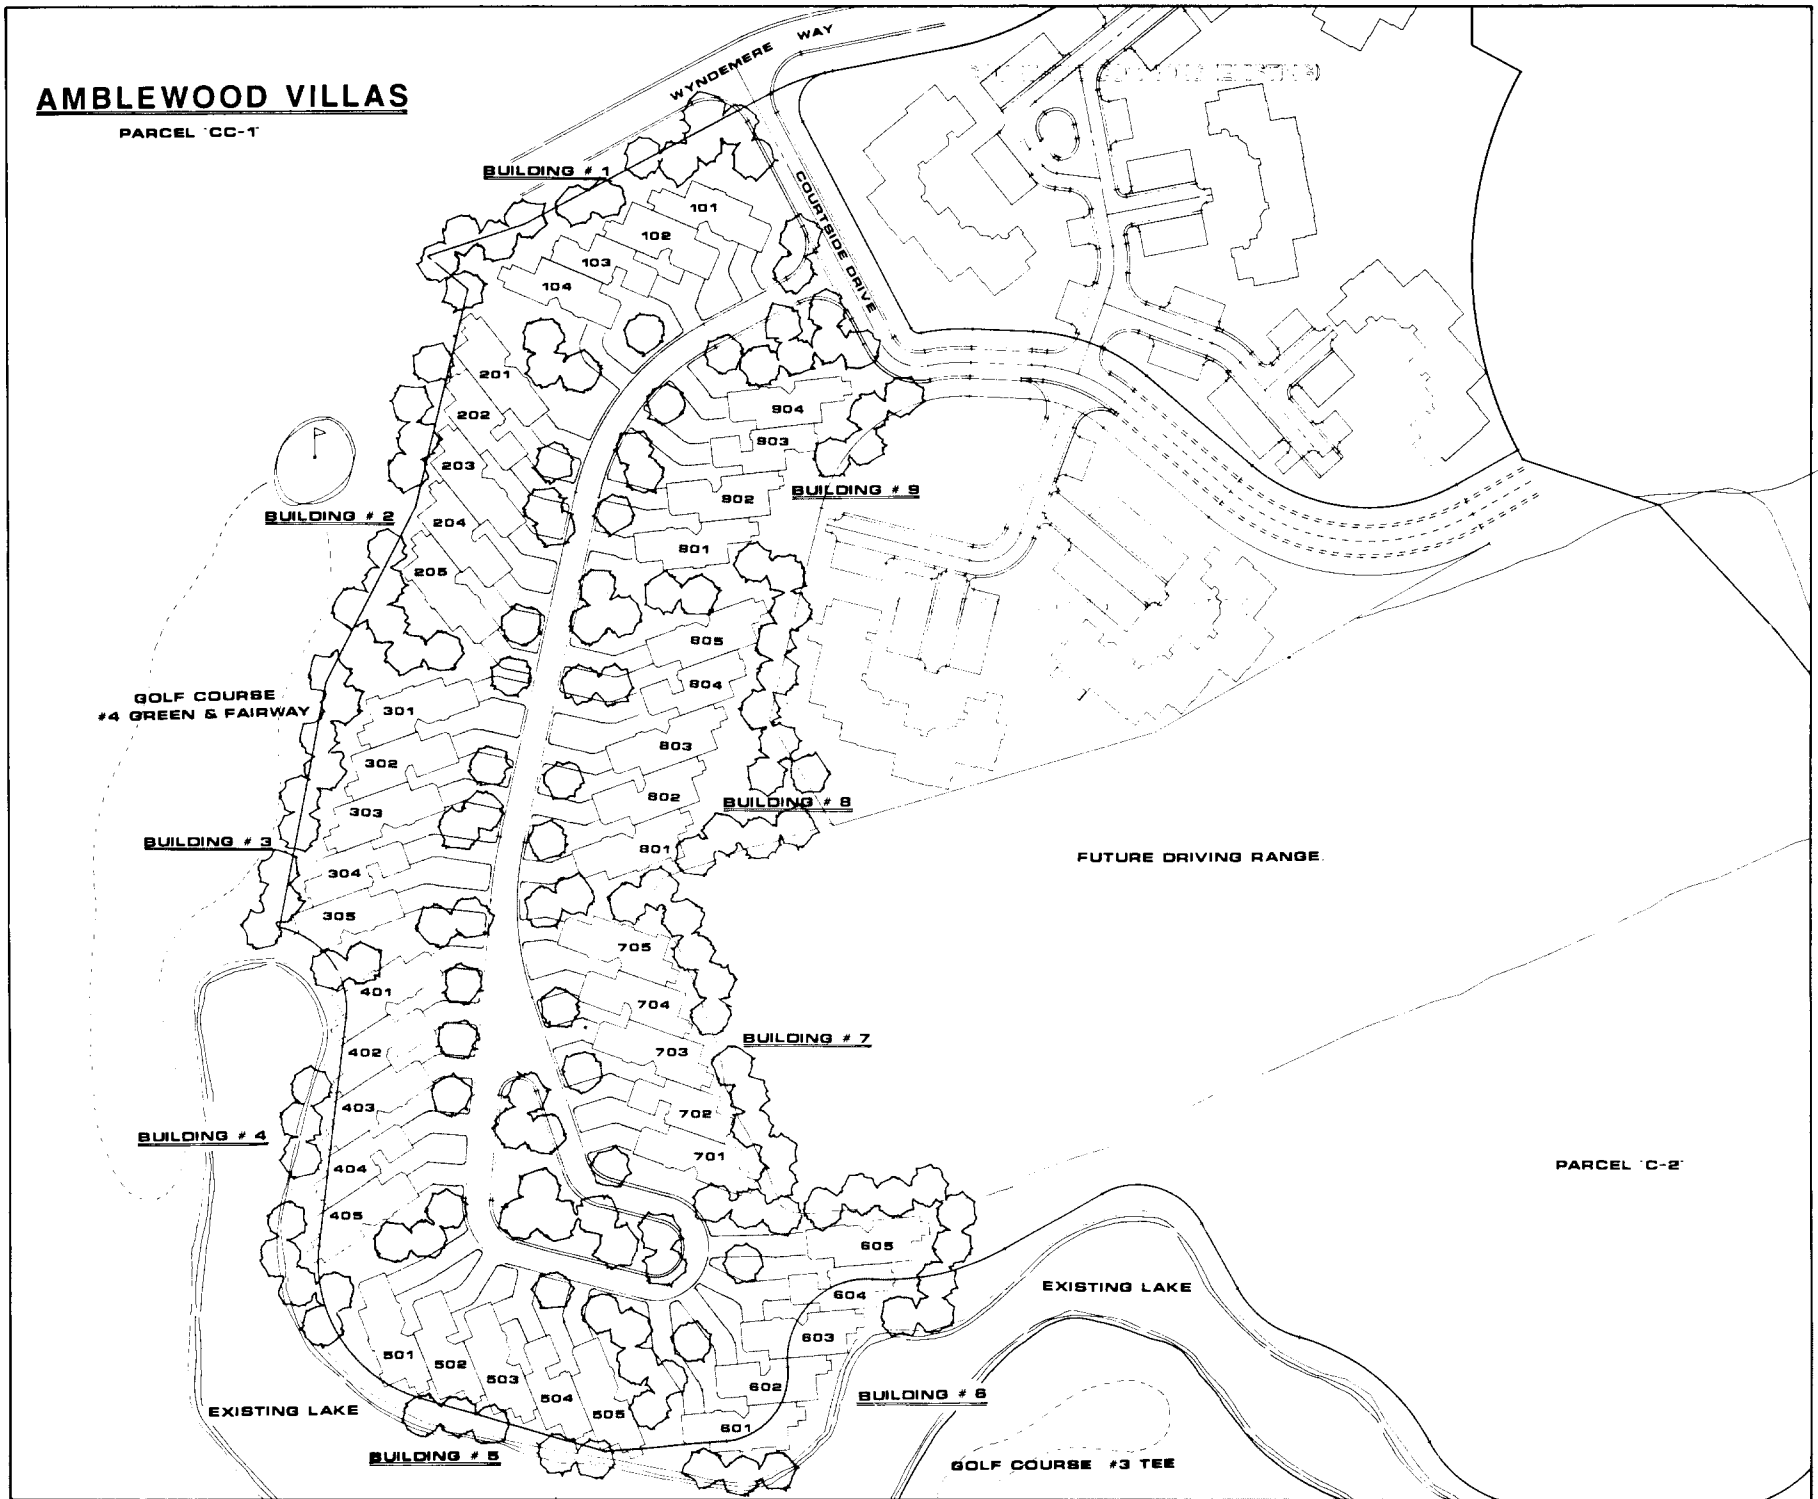 WYNDEMERE WAY
AMBLEWOOD VILLAS
PARCEL 'CC-1'
BUILDING # 1
COURTSIDE DRIVE
101
102
103
104
201
202
203
204
205
BUILDING # 2
904
903
902
901
BUILDING # 9
805
804
803
802
801
BUILDING # 8
GOLF COURSE
#4 GREEN & FAIRWAY
301
302
303
304
305
BUILDING # 3
FUTURE DRIVING RANGE
705
704
703
702
701
BUILDING # 7
401
402
403
404
405
BUILDING # 4
PARCEL 'C-2'
605
604
603
602
601
BUILDING # 6
EXISTING LAKE
501
502
503
504
505
EXISTING LAKE
BUILDING # 5
GOLF COURSE #3 TEE